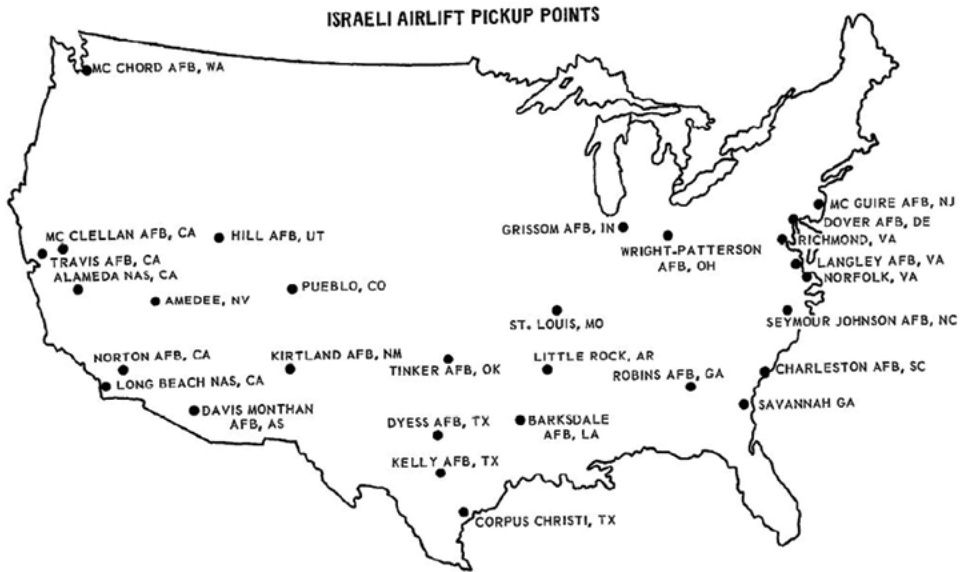 ISRAELI AIRLIFT PICKUP POINTS
MC CHORD AFB, WA
MC CLELLAN AFB, CA
TRAVIS AFB, CA
ALAMEDA NAS, CA
HILL AFB, UT
AMEDEE, NV
PUEBLO, CO
NORTON AFB, CA
LONG BEACH NAS, CA
DAVIS MONTHAN
AFB, AS
KIRTLAND AFB, NM
TINKER AFB, OK
DYESS AFB, TX
KELLY AFB, TX
CORPUS CHRISTI, TX
GRISSOM AFB, IN
WRIGHT-PATTERSON
AFB, OH
ST. LOUIS, MO
LITTLE ROCK, AR
BARKSDALE
AFB, LA
ROBINS AFB, GA
MC GUIRE AFB, NJ
DOVER AFB, DE
RICHMOND, VA
LANGLEY AFB, VA
NORFOLK, VA
SEYMOUR JOHNSON AFB, NC
CHARLESTON AFB, SC
SAVANNAH GA